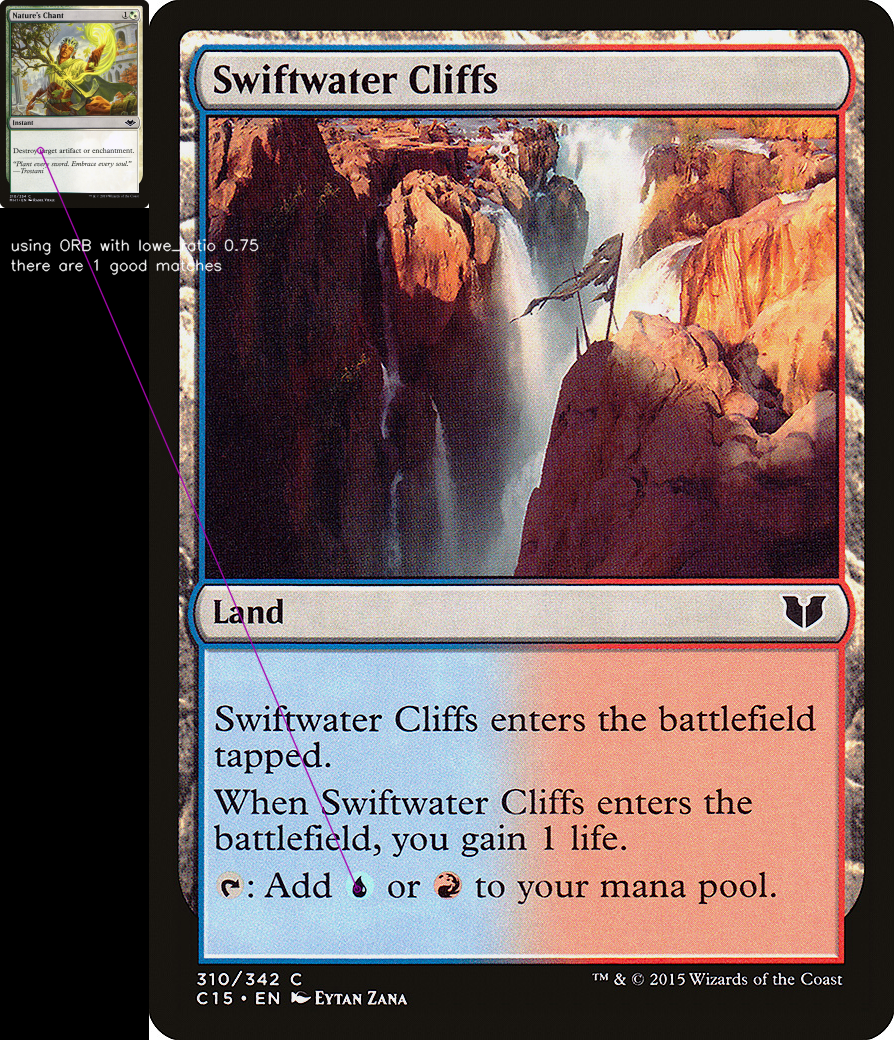 Nature's Chant
1
Instant
Destroy target artifact or enchantment.
"Plant every sword. Embrace every soul."
—Trostani
using ORB with lowe_ratio 0.75
there are 1 good matches
Swiftwater Cliffs
Land
Swiftwater Cliffs enters the battlefield
tapped.
When Swiftwater Cliffs enters the
battlefield, you gain 1 life.
: Add or to your mana pool.
310/342 C
™ & © 2015 Wizards of the Coast
C15 • EN EYTAN ZANA